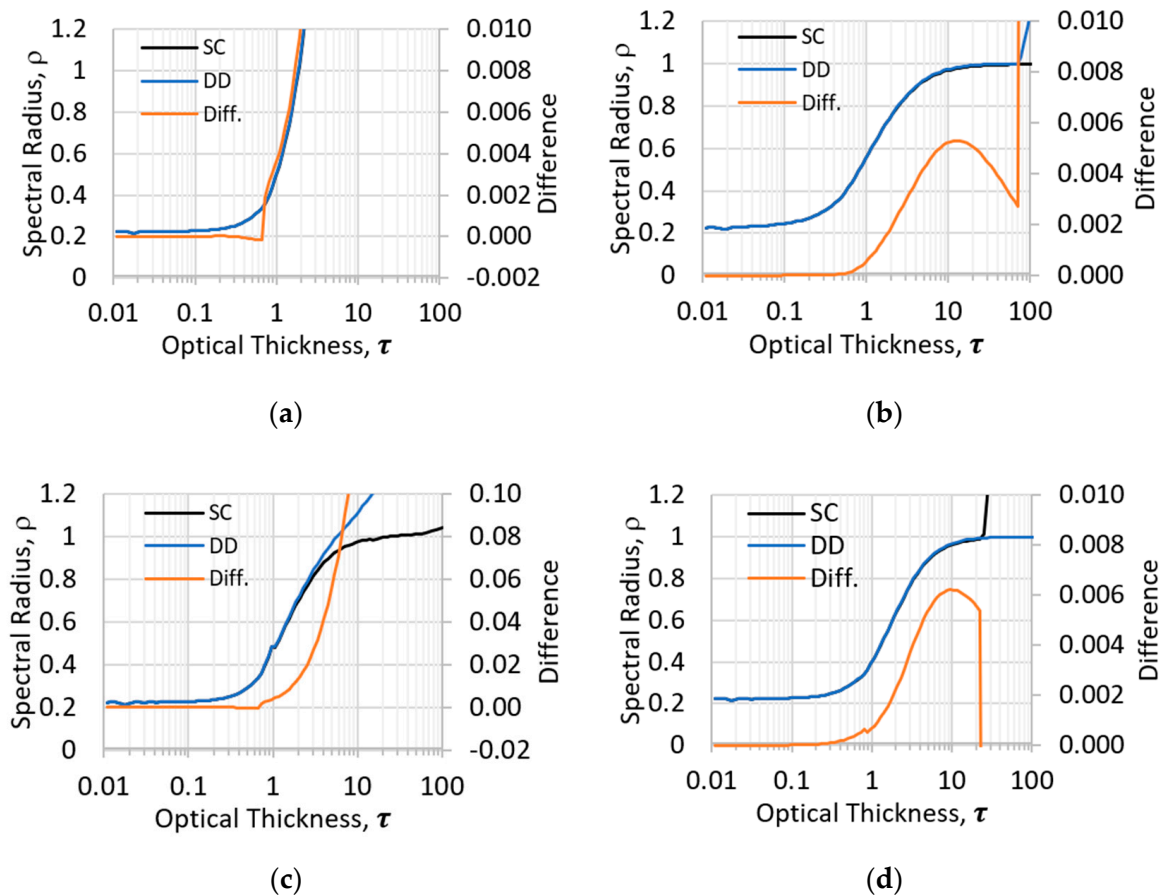 1.2
1
0.8
0.6
0.4
0.2
0
Spectral Radius, ρ
SC
DD
Diff.
0.010
0.008
0.006
0.004
0.002
0.000
-0.002
Difference
0.01 0.1 1 10 100
Optical Thickness, τ
(a)
1.2
1
0.8
0.6
0.4
0.2
0
Spectral Radius, ρ
SC
DD
Diff.
0.010
0.008
0.006
0.004
0.002
0.000
Difference
0.01 0.1 1 10 100
Optical Thickness, τ
(b)
1.2
1
0.8
0.6
0.4
0.2
0
Spectral Radius, ρ
SC
DD
Diff.
0.10
0.08
0.06
0.04
0.02
0.00
-0.02
Difference
0.01 0.1 1 10 100
Optical Thickness, τ
(c)
1.2
1
0.8
0.6
0.4
0.2
0
Spectral Radius, ρ
SC
DD
Diff.
0.010
0.008
0.006
0.004
0.002
0.000
Difference
0.01 0.1 1 10 100
Optical Thickness, τ
(d)